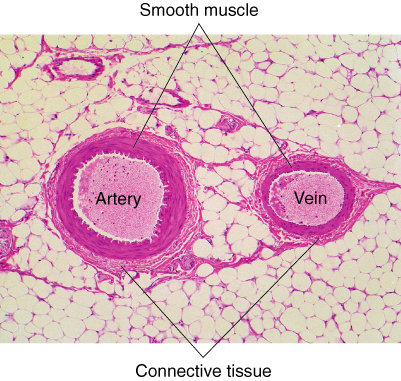 Smooth muscle
Artery
Vein
Connective tissue